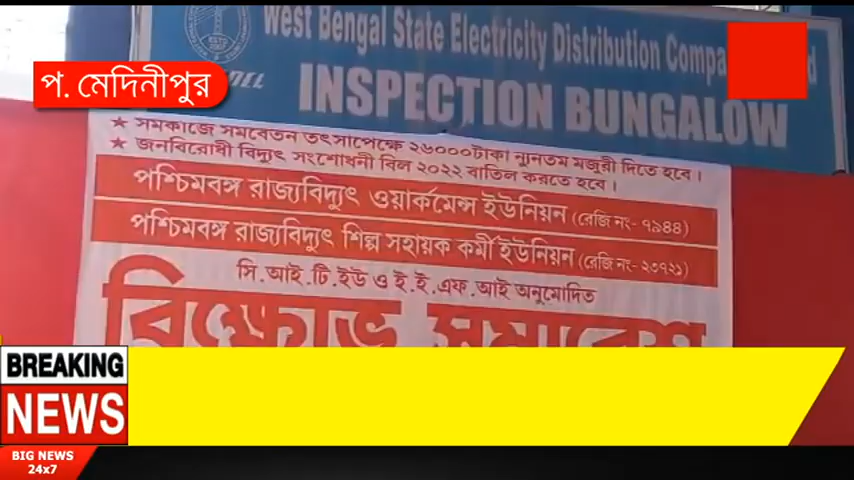 West Bengal State Electricity Distribution
INSPECTION BUNGALOW
প. মেদিনীপুর
★ সমকাজে সমবেতন তৎসাপেক্ষে ২৬০০০টাকা ন্যুনতম মজুরী দিতে হবে।
★ জনবিরোধী বিদ্যুৎ সংশোধনী বিল ২০২২ বাতিল করতে হবে।
পশ্চিমবঙ্গ রাজ্যবিদ্যুৎ ওয়ার্কমেন্স ইউনিয়ন (রেজি নং- ৭৯৪৪)
পশ্চিমবঙ্গ রাজ্যবিদ্যুৎ শিল্প সহায়ক কর্মী ইউনিয়ন (রেজি নং- ২৩৭২১)
সি.আই.টি.ইউ ও ই.ই.এফ.আই অনুমোদিত
বিক্ষোভ সমাবেশ
BREAKING
NEWS
BIG NEWS
24x7